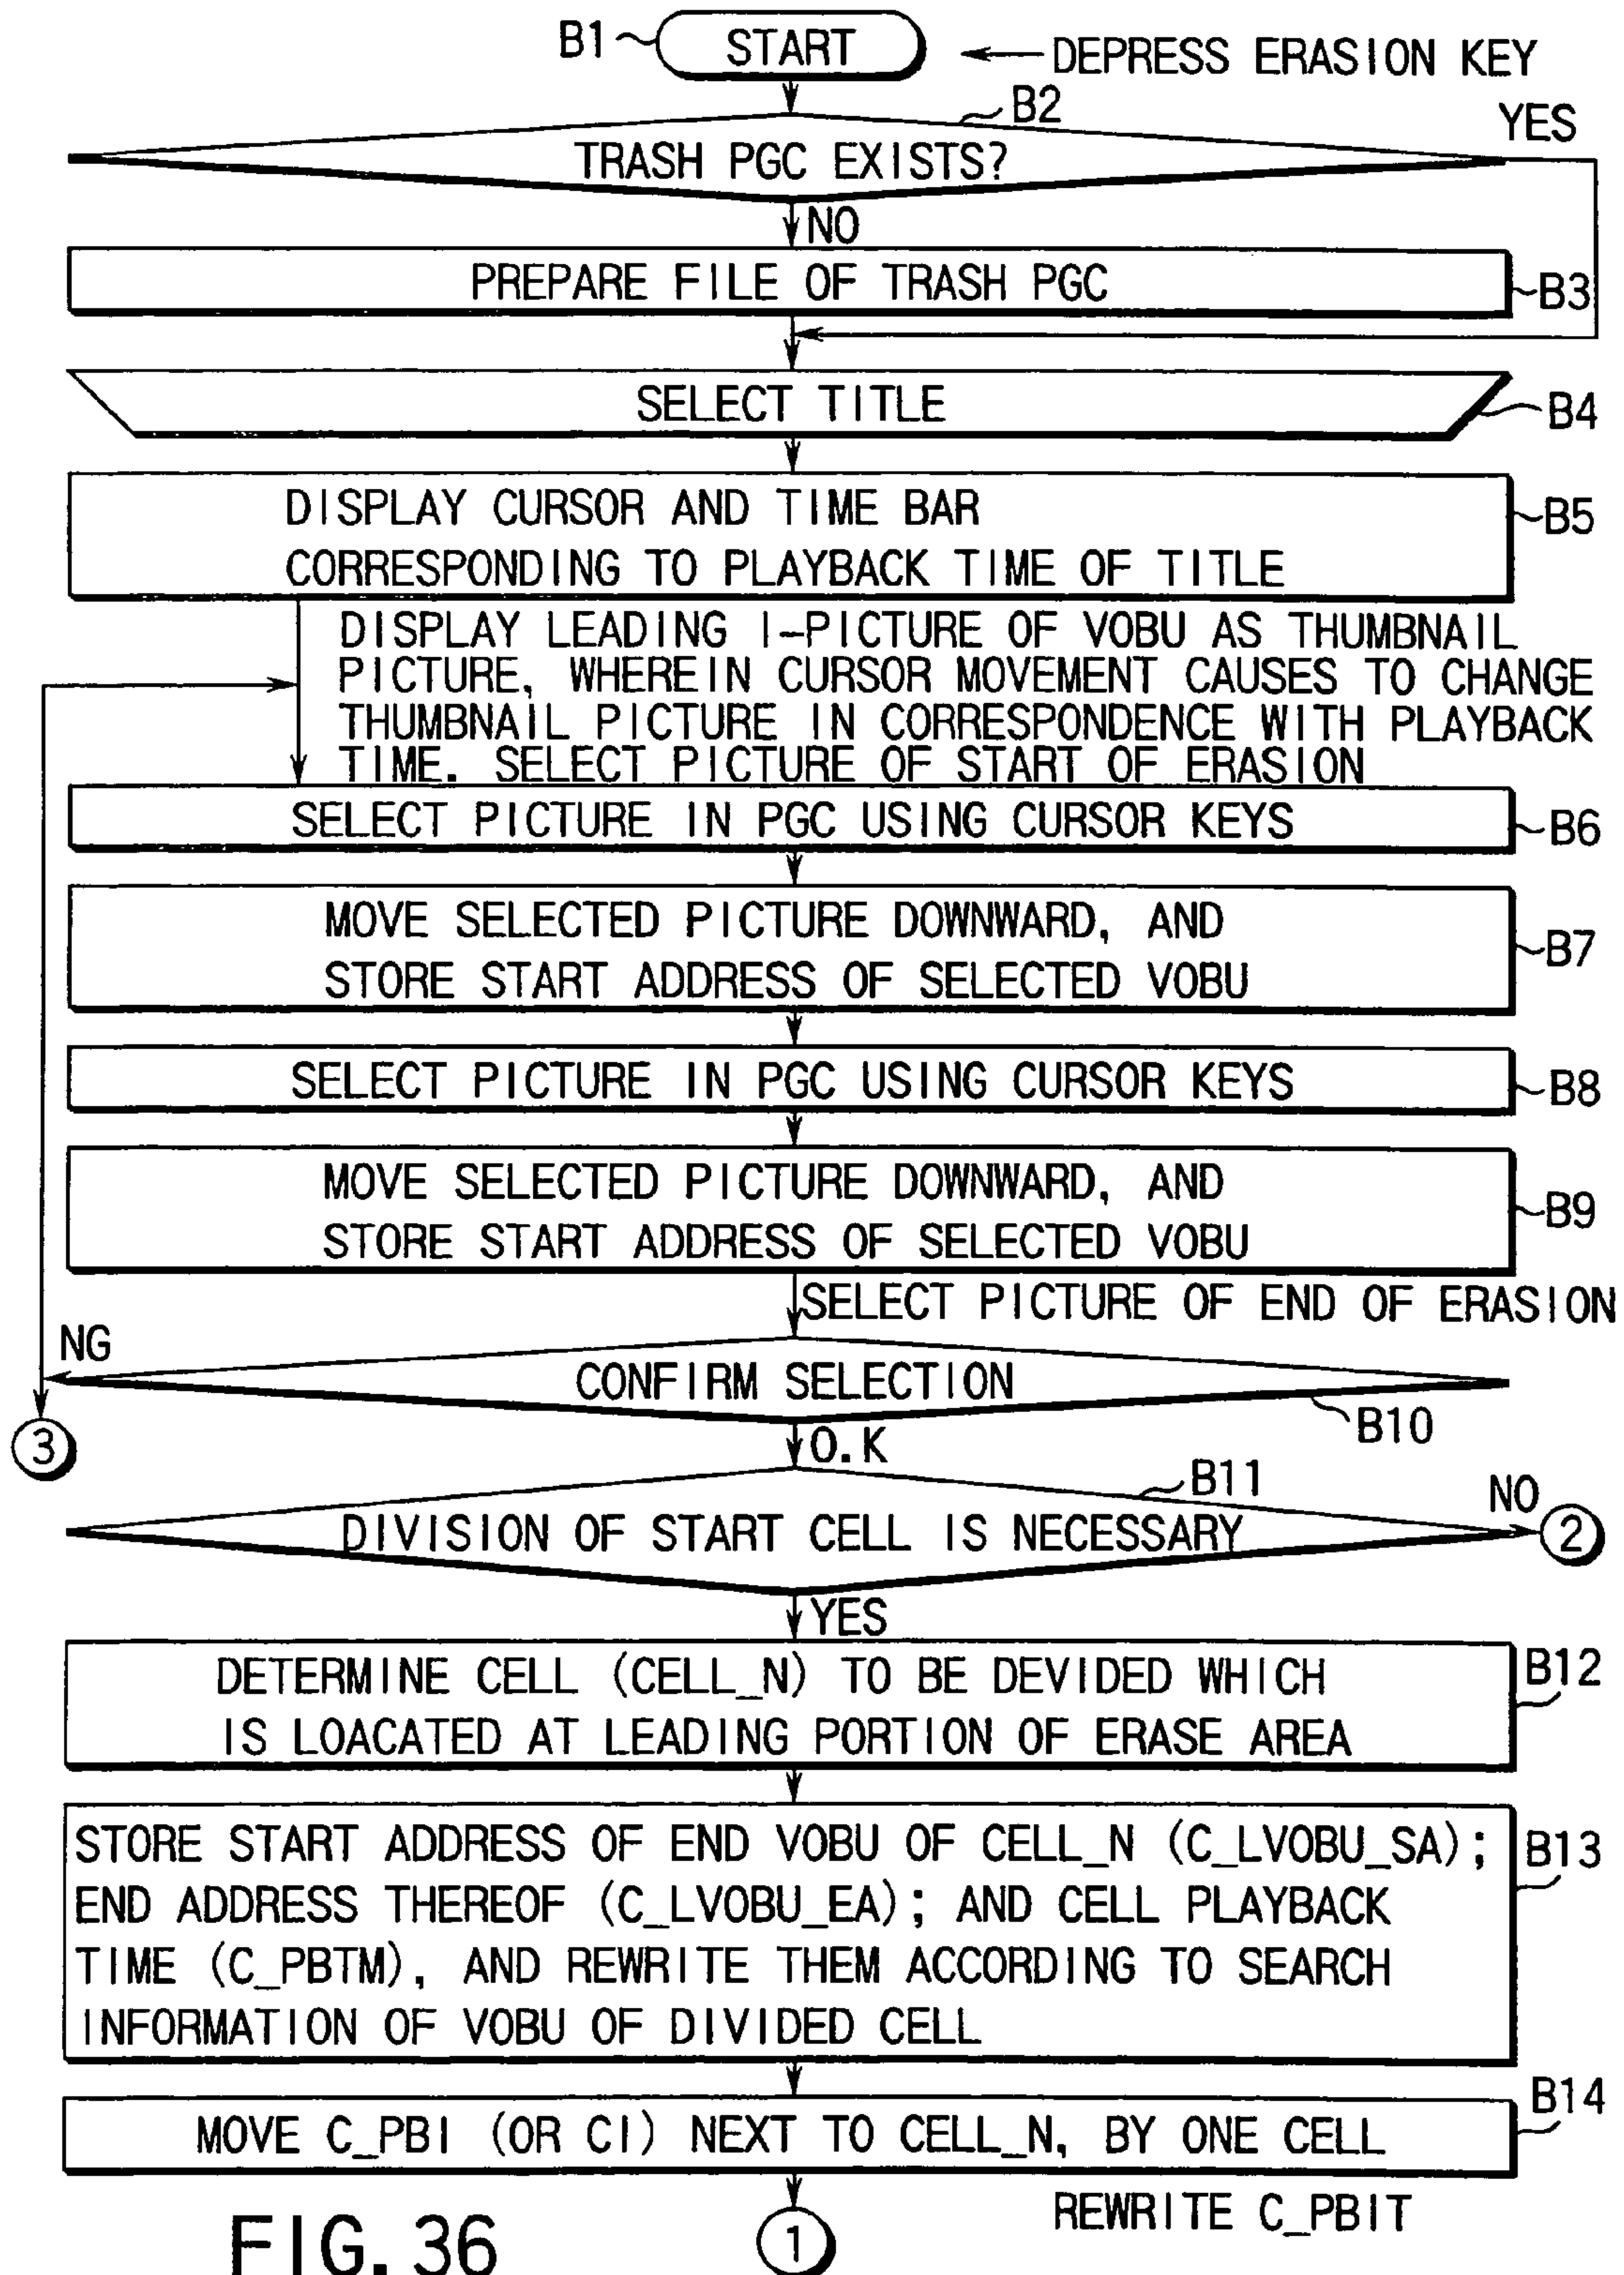 B1
START
DEPRESS ERASION KEY
B2
YES
TRASH PGC EXISTS?
NO
PREPARE FILE OF TRASH PGC
B3
SELECT TITLE
B4
DISPLAY CURSOR AND TIME BAR
CORRESPONDING TO PLAYBACK TIME OF TITLE
B5
DISPLAY LEADING I-PICTURE OF VOBU AS THUMBNAIL
PICTURE, WHEREIN CURSOR MOVEMENT CAUSES TO CHANGE
THUMBNAIL PICTURE IN CORRESPONDENCE WITH PLAYBACK
TIME. SELECT PICTURE OF START OF ERASION
SELECT PICTURE IN PGC USING CURSOR KEYS
B6
MOVE SELECTED PICTURE DOWNWARD, AND
STORE START ADDRESS OF SELECTED VOBU
B7
SELECT PICTURE IN PGC USING CURSOR KEYS
B8
MOVE SELECTED PICTURE DOWNWARD, AND
STORE START ADDRESS OF SELECTED VOBU
B9
SELECT PICTURE OF END OF ERASION
NG
CONFIRM SELECTION
B10
3
O.K
B11
NO
DIVISION OF START CELL IS NECESSARY
2
YES
DETERMINE CELL (CELL_N) TO BE DEVIDED WHICH
IS LOACATED AT LEADING PORTION OF ERASE AREA
B12
STORE START ADDRESS OF END VOBU OF CELL_N (C_LVOBU_SA);
END ADDRESS THEREOF (C_LVOBU_EA); AND CELL PLAYBACK
TIME (C_PBTM), AND REWRITE THEM ACCORDING TO SEARCH
INFORMATION OF VOBU OF DIVIDED CELL
B13
MOVE C_PBI (OR CI) NEXT TO CELL_N, BY ONE CELL
B14
REWRITE C_PBIT
1
FIG. 36